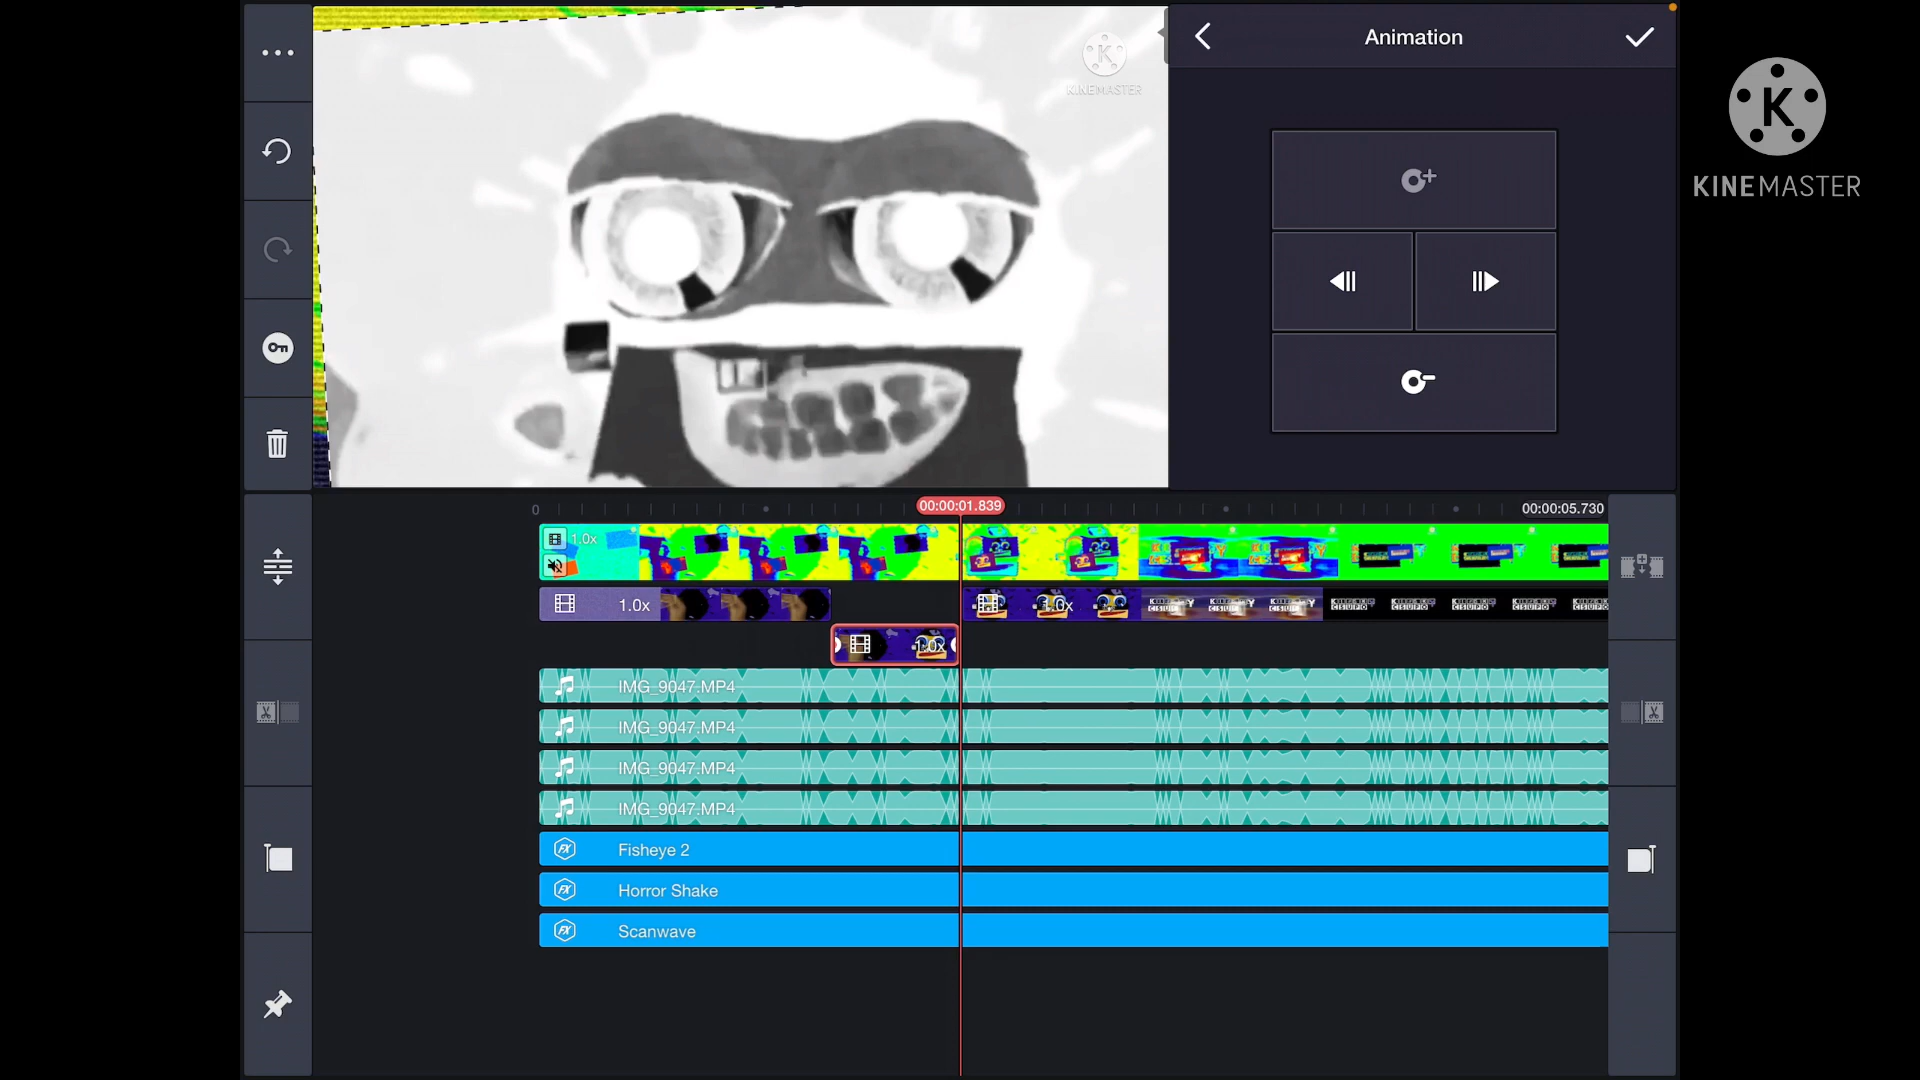 KINEMASTER
Animation
KINEMASTER
0
00:00:01.839
00:00:05.730
1.0x
1.0x
1.0x
1.0x
IMG_9047.MP4
IMG_9047.MP4
IMG_9047.MP4
IMG_9047.MP4
Fisheye 2
Horror Shake
Scanwave